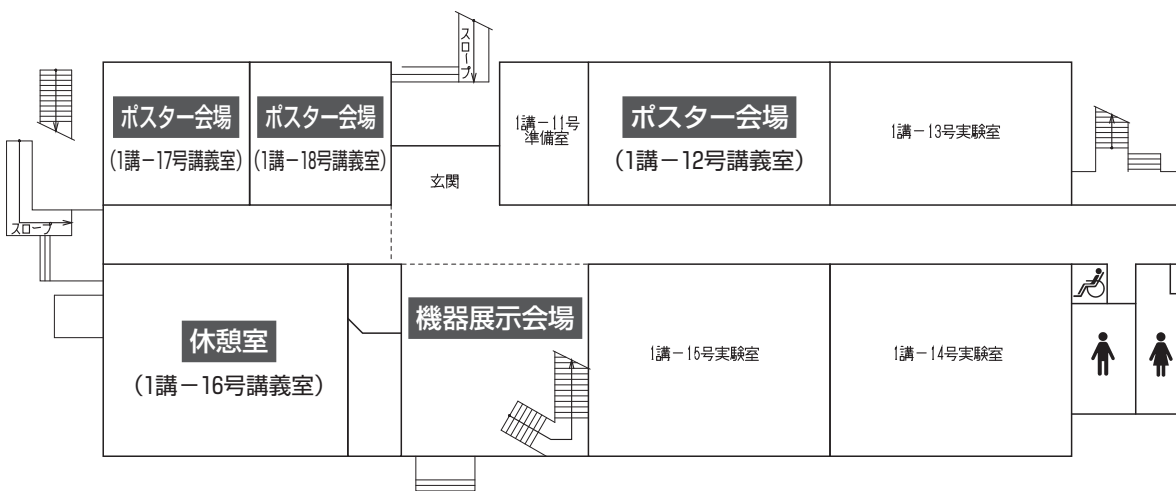 スロープ
ポスター会場
(1講－17号講義室)
ポスター会場
(1講－18号講義室)
1講－11号
準備室
ポスター会場
(1講－12号講義室)
1講－13号実験室
玄関
スロープ
休憩室
(1講－16号講義室)
機器展示会場
1講－15号実験室
1講－14号実験室